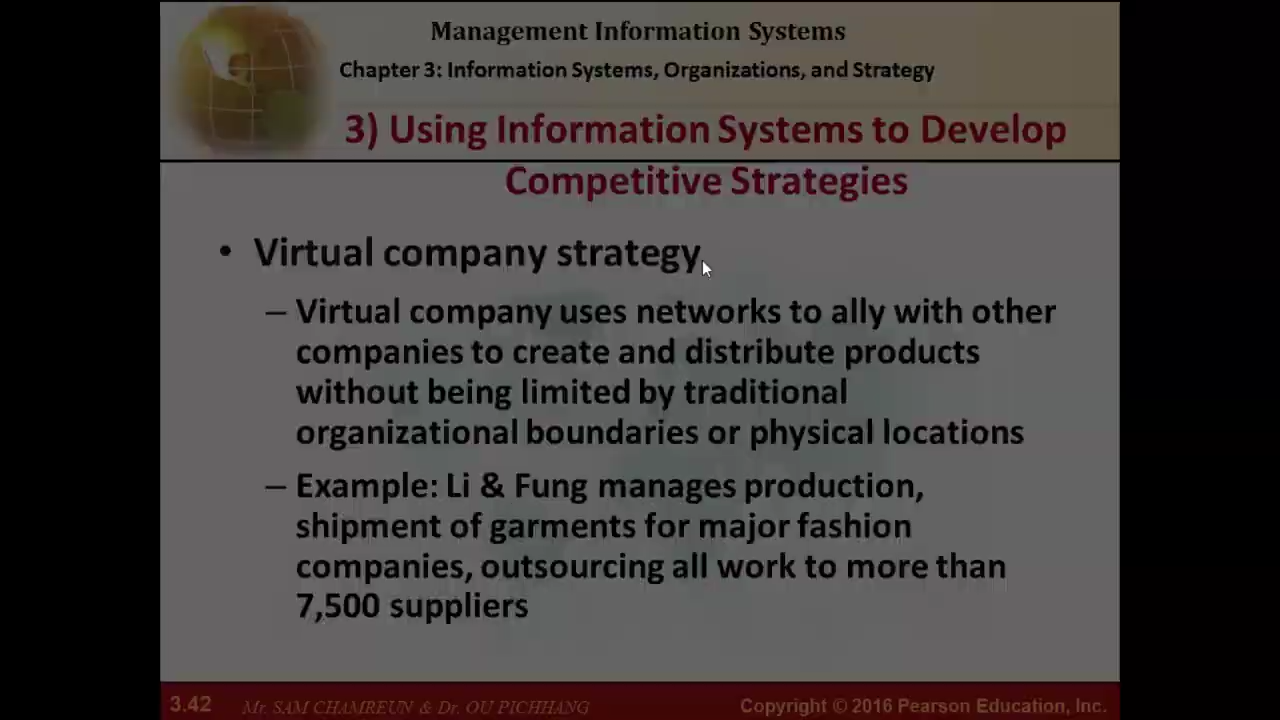 Management Information Systems
Chapter 3: Information Systems, Organizations, and Strategy
3) Using Information Systems to Develop
Competitive Strategies
• Virtual company strategy
– Virtual company uses networks to ally with other
companies to create and distribute products
without being limited by traditional
organizational boundaries or physical locations
– Example: Li & Fung manages production,
shipment of garments for major fashion
companies, outsourcing all work to more than
7,500 suppliers
3.42 Mr. SAM CHAMREUN & Dr. OU PICHHANG Copyright © 2016 Pearson Education, Inc.